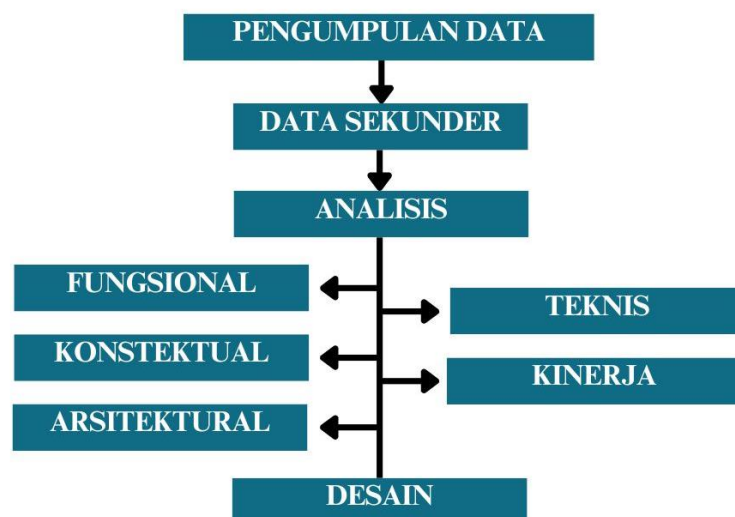 PENGUMPULAN DATA
DATA SEKUNDER
ANALISIS
FUNGSIONAL
TEKNIS
KONSTEKTUAL
KINERJA
ARSITEKTURAL
DESAIN